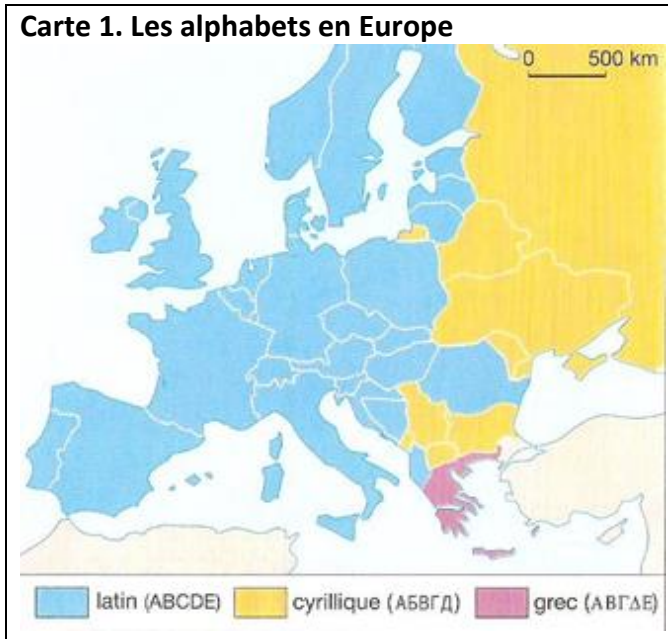 Carte 1. Les alphabets en Europe
0 500 km
latin (ABCDE) cyrillique (АБВГД) grec (ΑΒΓΔΕ)